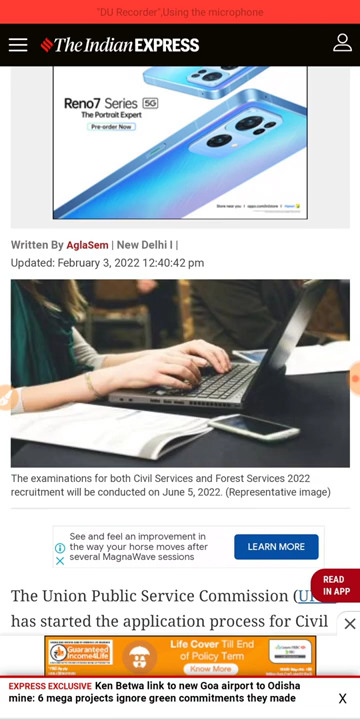 "DU Recorder",Using the microphone
The Indian EXPRESS
Reno7 Series 5G
The Portrait Expert
Pre-order Now
Written By AglaSem | New Delhi I |
Updated: February 3, 2022 12:40:42 pm
The examinations for both Civil Services and Forest Services 2022
recruitment will be conducted on June 5, 2022. (Representative image)
See and feel an improvement in
the way your horse moves after
several MagnaWave sessions
LEARN MORE
READ
IN APP
The Union Public Service Commission (
has started the application process for Civil
Guaranteed
Income4Life
Life Cover Till End
of Policy Term
Know More
EXPRESS EXCLUSIVE Ken Betwa link to new Goa airport to Odisha
mine: 6 mega projects ignore green commitments they made
X